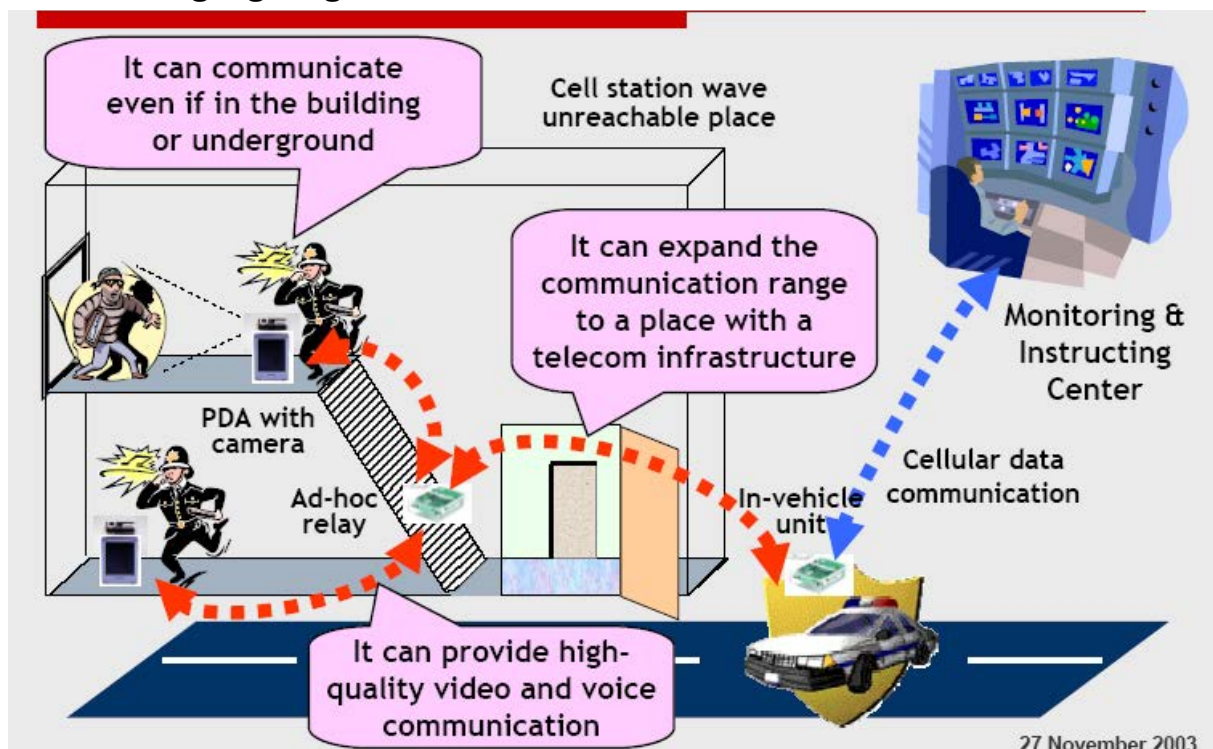 It can communicate
even if in the building
or underground
Cell station wave
unreachable place
It can expand the
communication range
to a place with a
telecom infrastructure
Monitoring &
Instructing
Center
PDA with
camera
Ad-hoc
relay
In-vehicle
unit
Cellular data
communication
It can provide high-
quality video and voice
communication
27 November 2003